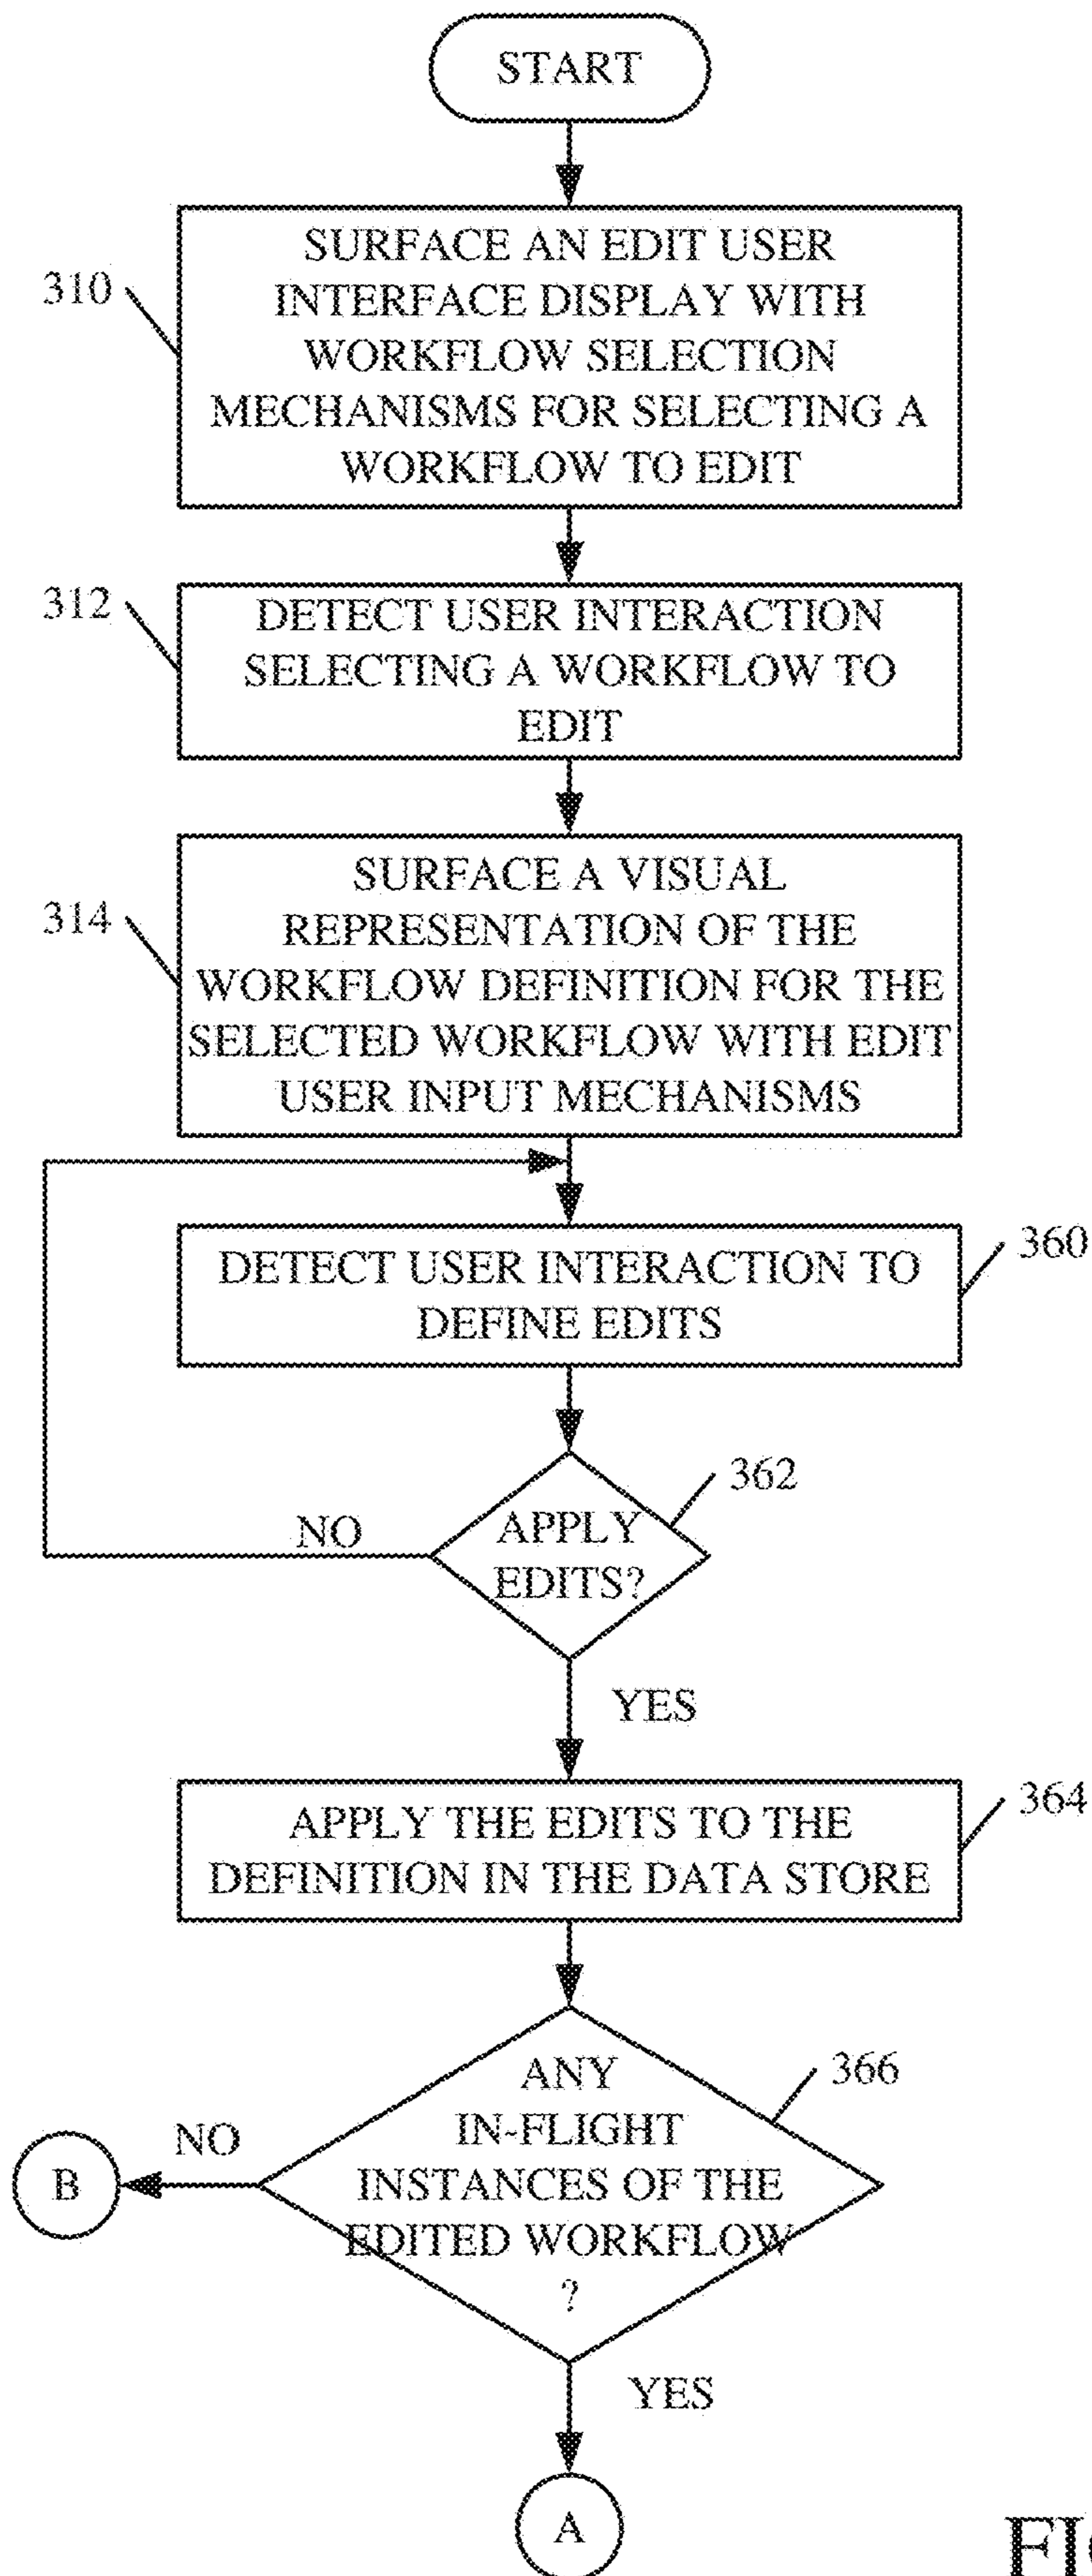 START
310
SURFACE AN EDIT USER
INTERFACE DISPLAY WITH
WORKFLOW SELECTION
MECHANISMS FOR SELECTING A
WORKFLOW TO EDIT
312
DETECT USER INTERACTION
SELECTING A WORKFLOW TO
EDIT
314
SURFACE A VISUAL
REPRESENTATION OF THE
WORKFLOW DEFINITION FOR THE
SELECTED WORKFLOW WITH EDIT
USER INPUT MECHANISMS
360
DETECT USER INTERACTION TO
DEFINE EDITS
362
APPLY
EDITS?
NO
YES
364
APPLY THE EDITS TO THE
DEFINITION IN THE DATA STORE
366
ANY
IN-FLIGHT
INSTANCES OF THE
EDITED WORKFLOW
?
NO
B
YES
A